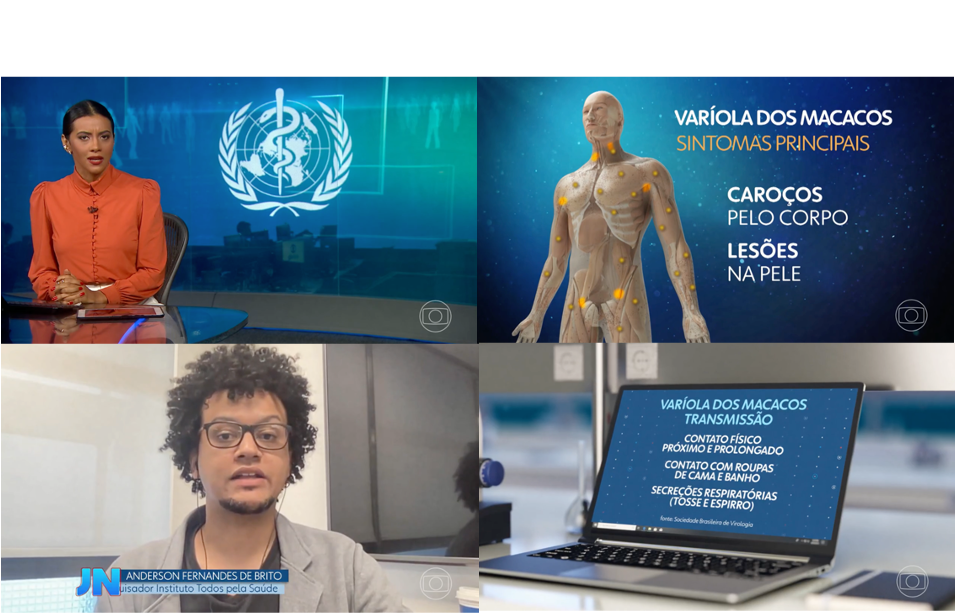 VARÍOLA DOS MACACOS
SINTOMAS PRINCIPAIS
CAROÇOS
PELO CORPO
LESÕES
NA PELE
JN
ANDERSON FERNANDES DE BRITO
uisador Instituto Todos pela Saúde
VARÍOLA DOS MACACOS
TRANSMISSÃO
CONTATO FÍSICO
PRÓXIMO E PROLONGADO
CONTATO COM ROUPAS
DE CAMA E BANHO
SECREÇÕES RESPIRATÓRIAS
(TOSSE E ESPIRRO)
fonte: Sociedade Brasileira de Virologia